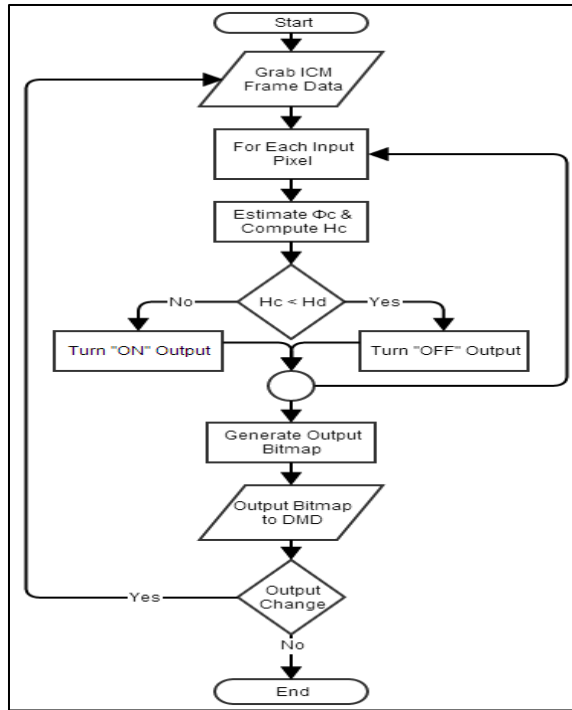 Start
Grab ICM
Frame Data
For Each Input
Pixel
Estimate Φc &
Compute Hc
Hc < Hd
No
Yes
Turn "ON" Output
Turn "OFF" Output
Generate Output
Bitmap
Output Bitmap
to DMD
Output
Change
Yes
No
End